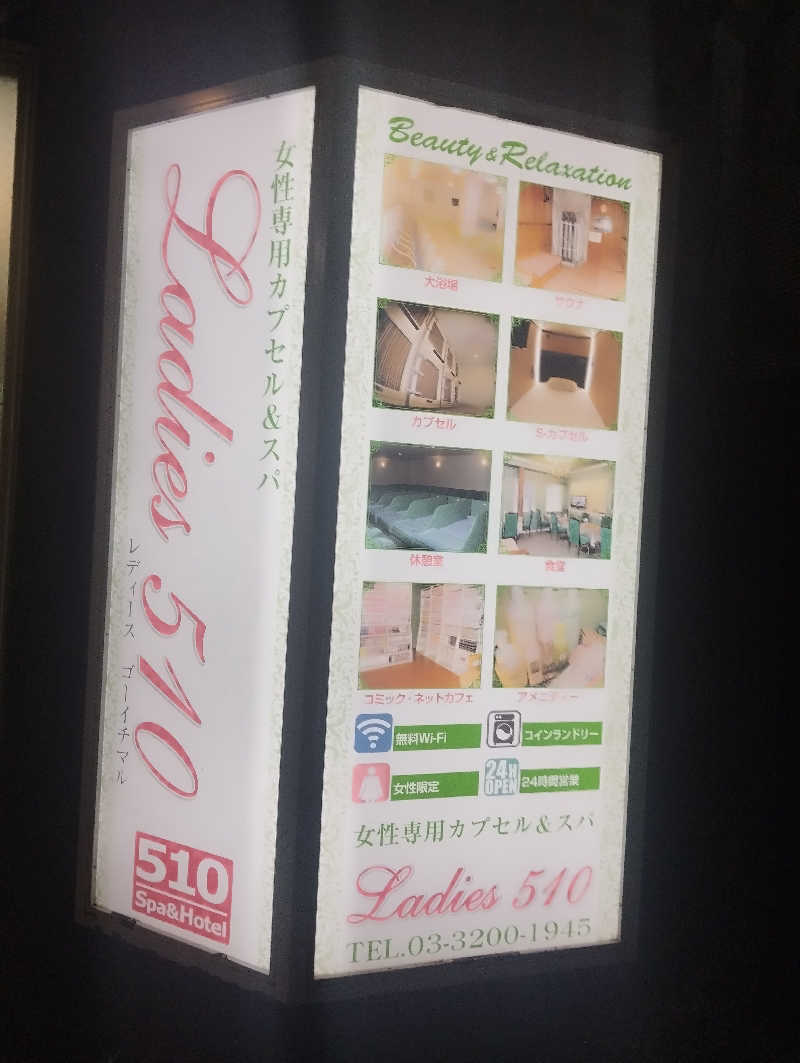 女性専用カプセル&スパ
Ladies 510
レディース ゴーイチマル
510
Spa&Hotel
Beauty&Relaxation
大浴場
サウナ
カプセル
S-カプセル
休憩室
食堂
コミック・ネットカフェ
アメニティー
無料Wi-Fi
コインランドリー
女性限定
24H OPEN
24時間営業
女性専用カプセル&スパ
Ladies 510
TEL.03-3200-1945